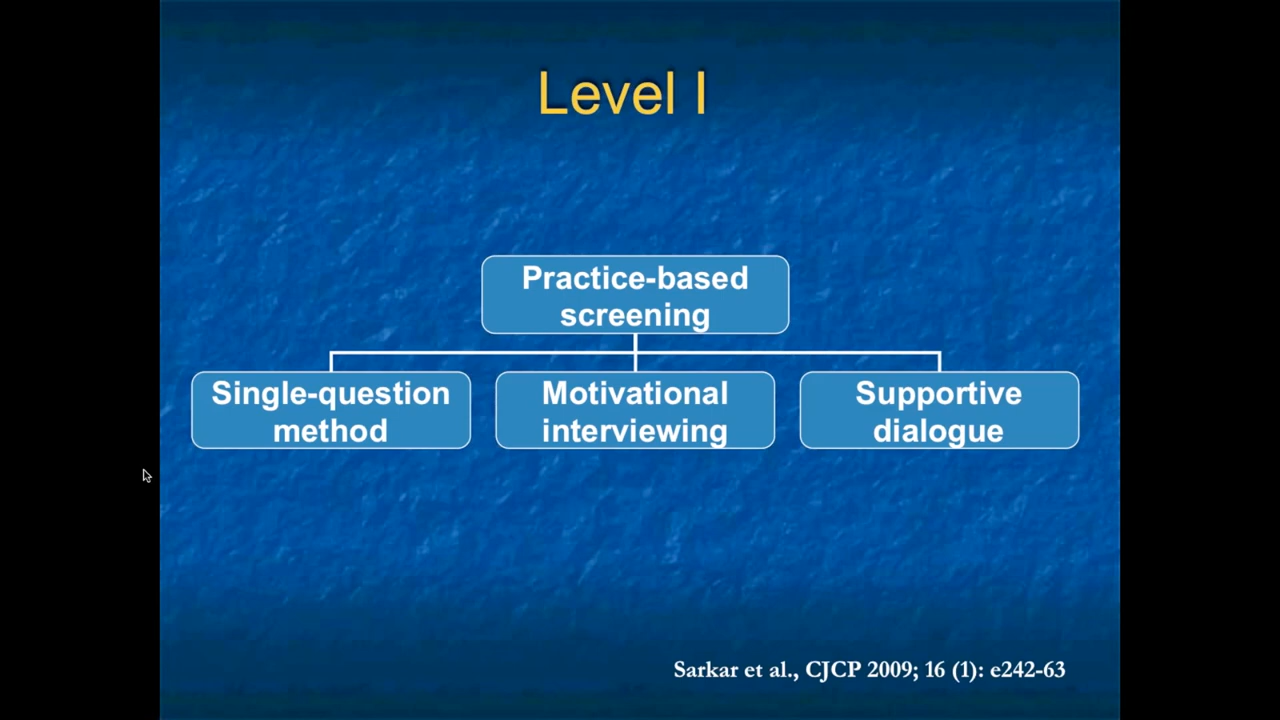 Level I
Practice-based
screening
Single-question
method
Motivational
interviewing
Supportive
dialogue
Sarkar et al., CJCP 2009; 16 (1): e242-63